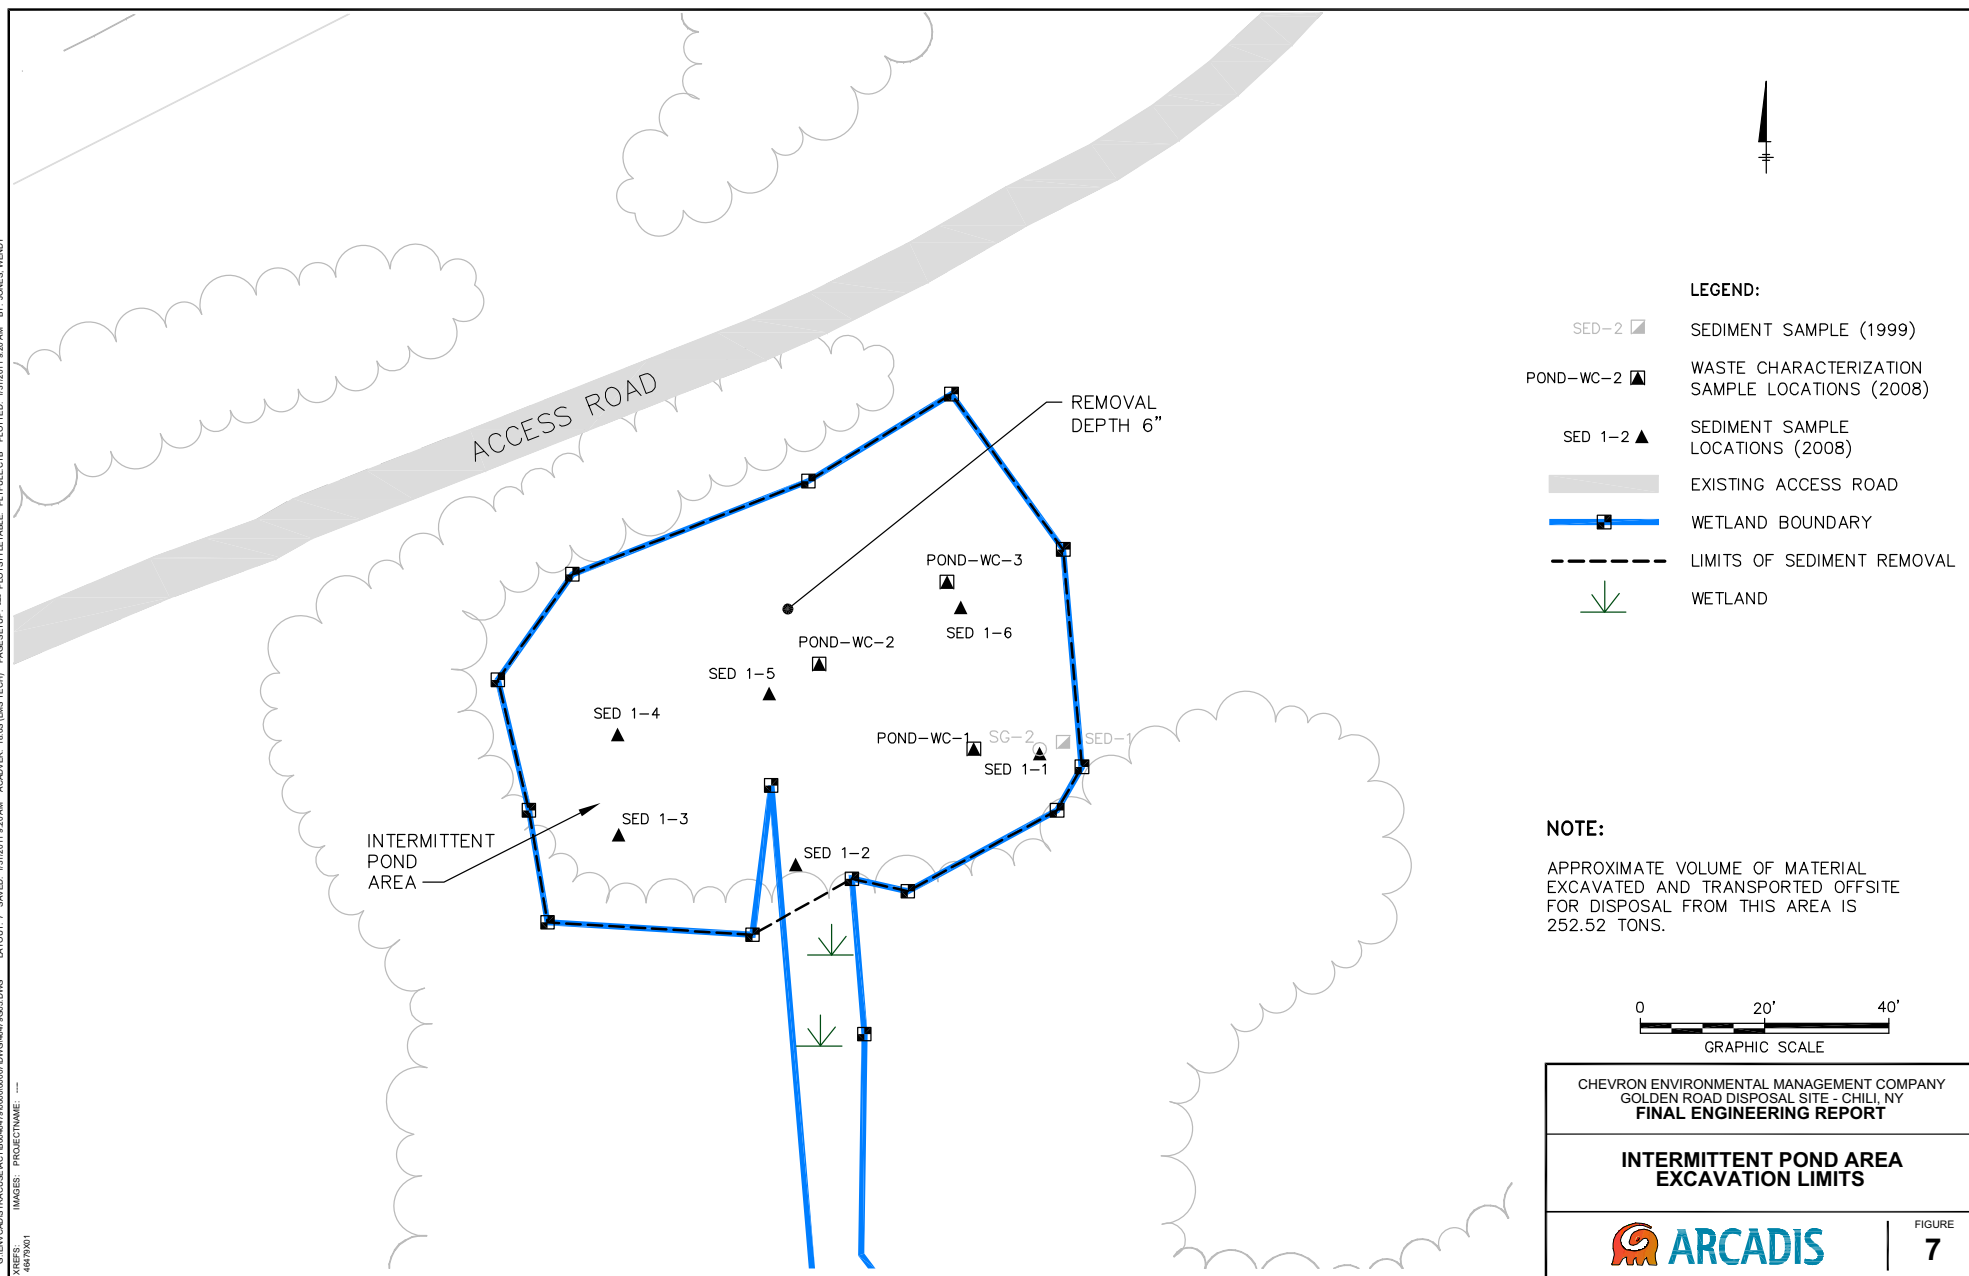 ACCESS ROAD
REMOVAL
DEPTH 6"
POND-WC-3
SED 1-6
POND-WC-2
SED 1-5
SED 1-4
POND-WC-1
SG-2
SED-1
SED 1-1
SED 1-3
SED 1-2
INTERMITTENT
POND
AREA
LEGEND:
SED-2
SEDIMENT SAMPLE (1999)
POND-WC-2
WASTE CHARACTERIZATION
SAMPLE LOCATIONS (2008)
SED 1-2
SEDIMENT SAMPLE
LOCATIONS (2008)
EXISTING ACCESS ROAD
WETLAND BOUNDARY
LIMITS OF SEDIMENT REMOVAL
WETLAND
NOTE:
APPROXIMATE VOLUME OF MATERIAL
EXCAVATED AND TRANSPORTED OFFSITE
FOR DISPOSAL FROM THIS AREA IS
252.52 TONS.
0 20' 40'
GRAPHIC SCALE
CHEVRON ENVIRONMENTAL MANAGEMENT COMPANY
GOLDEN ROAD DISPOSAL SITE - CHILI, NY
FINAL ENGINEERING REPORT
INTERMITTENT POND AREA
EXCAVATION LIMITS
ARCADIS
FIGURE
7
XREFS:
46479X01
IMAGES: PROJECTNAME: ---